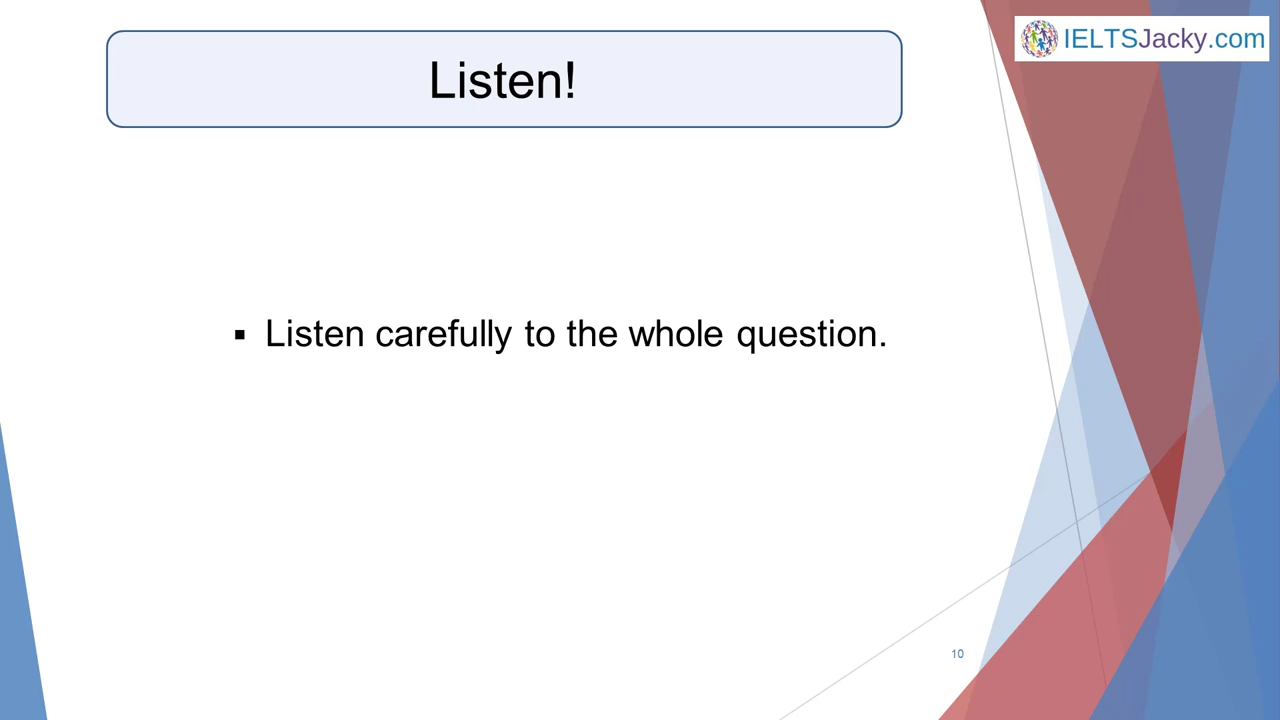 IELTSJacky.com
Listen!
▪ Listen carefully to the whole question.
10